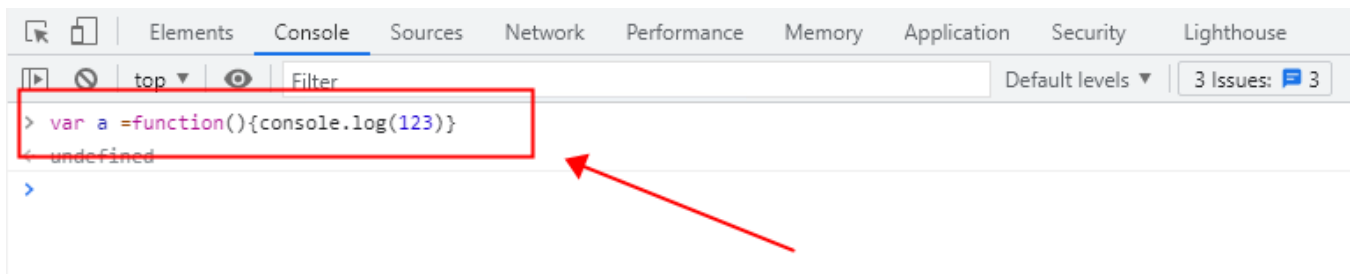 Elements Console Sources Network Performance Memory Application Security Lighthouse
top Filter Default levels 3 Issues: 3
> var a =function(){console.log(123)}
undefined
>